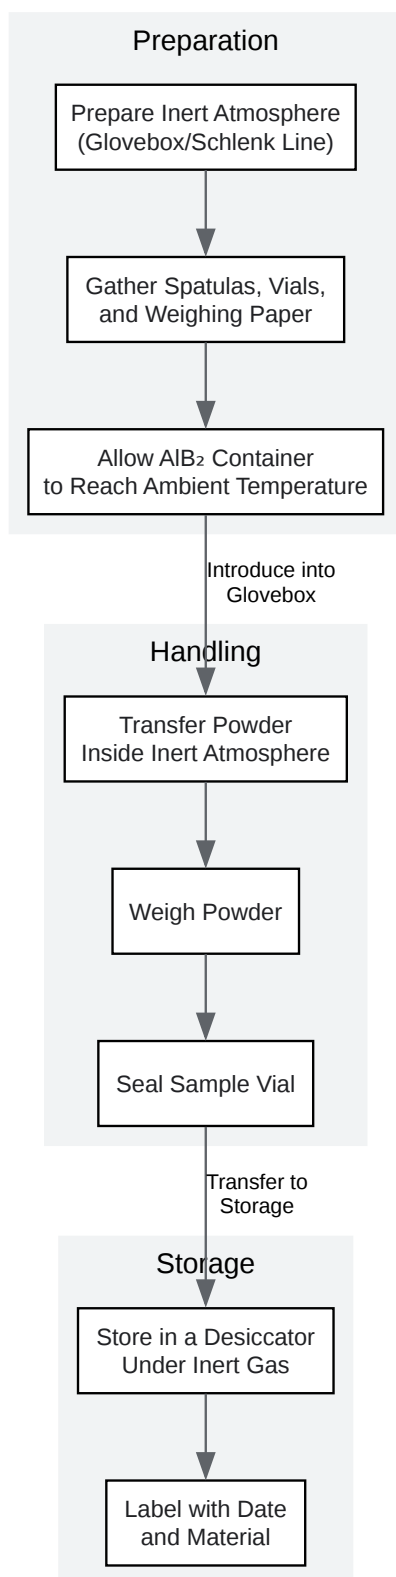 Preparation
Prepare Inert Atmosphere
(Glovebox/Schlenk Line)
Gather Spatulas, Vials,
and Weighing Paper
Allow AlB₂ Container
to Reach Ambient Temperature
Introduce into
Glovebox
Handling
Transfer Powder
Inside Inert Atmosphere
Weigh Powder
Seal Sample Vial
Transfer to
Storage
Storage
Store in a Desiccator
Under Inert Gas
Label with Date
and Material